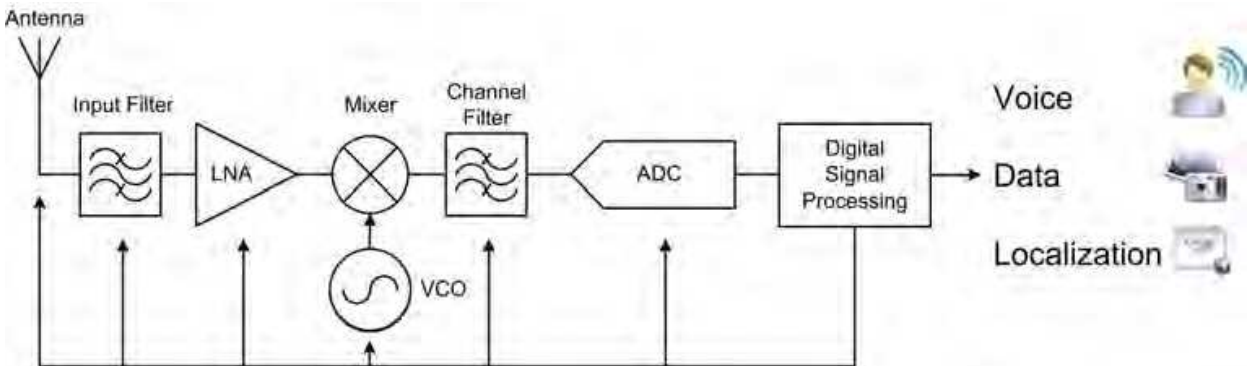 Antenna
Input Filter
LNA
Mixer
Channel
Filter
ADC
Digital
Signal
Processing
VCO
Voice
Data
Localization